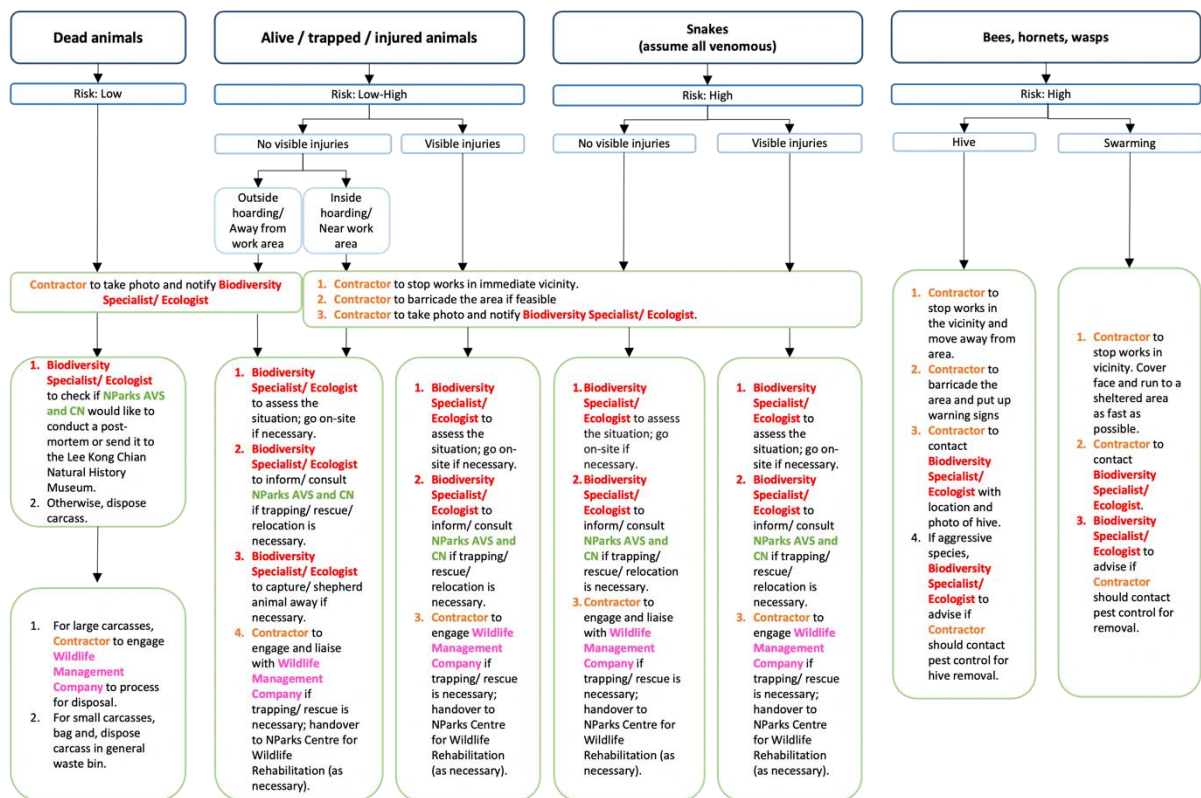 Dead animals
Risk: Low
Alive / trapped / injured animals
Risk: Low-High
No visible injuries
Visible injuries
Outside
hoarding/
Away from
work area
Inside
hoarding/
Near work
area
Snakes
(assume all venomous)
Risk: High
No visible injuries
Visible injuries
Bees, hornets, wasps
Risk: High
Hive
Swarming
Contractor to take photo and notify Biodiversity
Specialist/ Ecologist
1. Contractor to stop works in immediate vicinity.
2. Contractor to barricade the area if feasible
3. Contractor to take photo and notify Biodiversity Specialist/ Ecologist.
1. Biodiversity
Specialist/ Ecologist
to check if NParks AVS
and CN would like to
conduct a post-
mortem or send it to
the Lee Kong Chian
Natural History
Museum.
2. Otherwise, dispose
carcass.
1. For large carcasses,
Contractor to engage
Wildlife
Management
Company to process
for disposal.
2. For small carcasses,
bag and, dispose
carcass in general
waste bin.
1. Biodiversity
Specialist/ Ecologist
to assess the
situation; go on-site
if necessary.
2. Biodiversity
Specialist/ Ecologist
to inform/ consult
NParks AVS and CN
if trapping/ rescue/
relocation is
necessary.
3. Biodiversity
Specialist/ Ecologist
to capture/ shepherd
animal away if
necessary.
4. Contractor to
engage and liaise
with Wildlife
Management
Company if
trapping/ rescue is
necessary; handover
to NParks Centre for
Wildlife
Rehabilitation (as
necessary).
1. Biodiversity
Specialist/
Ecologist to
assess the
situation; go on-
site if necessary.
2. Biodiversity
Specialist/
Ecologist to
inform/ consult
NParks AVS and
CN if trapping/
rescue/
relocation is
necessary.
3. Contractor to
engage Wildlife
Management
Company if
trapping/ rescue
is necessary;
handover to
NParks Centre
for Wildlife
Rehabilitation
(as necessary).
1. Biodiversity
Specialist/
Ecologist to assess
the situation; go
on-site if
necessary.
2. Biodiversity
Specialist/
Ecologist to
inform/ consult
NParks AVS and
CN if trapping/
rescue/ relocation
is necessary.
3. Contractor to
engage and liaise
with Wildlife
Management
Company if
trapping/ rescue is
necessary;
handover to
NParks Centre for
Wildlife
Rehabilitation (as
necessary).
1. Biodiversity
Specialist/
Ecologist to
assess the
situation; go
on-site if necessary.
2. Biodiversity
Specialist/
Ecologist to
inform/ consult
NParks AVS and
CN if trapping/
rescue/
relocation is
necessary.
3. Contractor to
engage Wildlife
Management
Company if
trapping/ rescue
is necessary;
handover to
NParks Centre
for Wildlife
Rehabilitation
(as necessary).
1. Contractor to
stop works in
the vicinity and
move away from
area.
2. Contractor to
barricade the
area and put up
warning signs
3. Contractor to
contact
Biodiversity
Specialist/
Ecologist with
location and
photo of hive.
4. If aggressive
species,
Biodiversity
Specialist/
Ecologist to
advise if
Contractor
should contact
pest control for
hive removal.
1. Contractor to
stop works in
vicinity. Cover
face and run to a
sheltered area
as fast as
possible.
2. Contractor to
contact
Biodiversity
Specialist/
Ecologist.
3. Biodiversity
Specialist/
Ecologist to
advise if
Contractor
should contact
pest control for
removal.